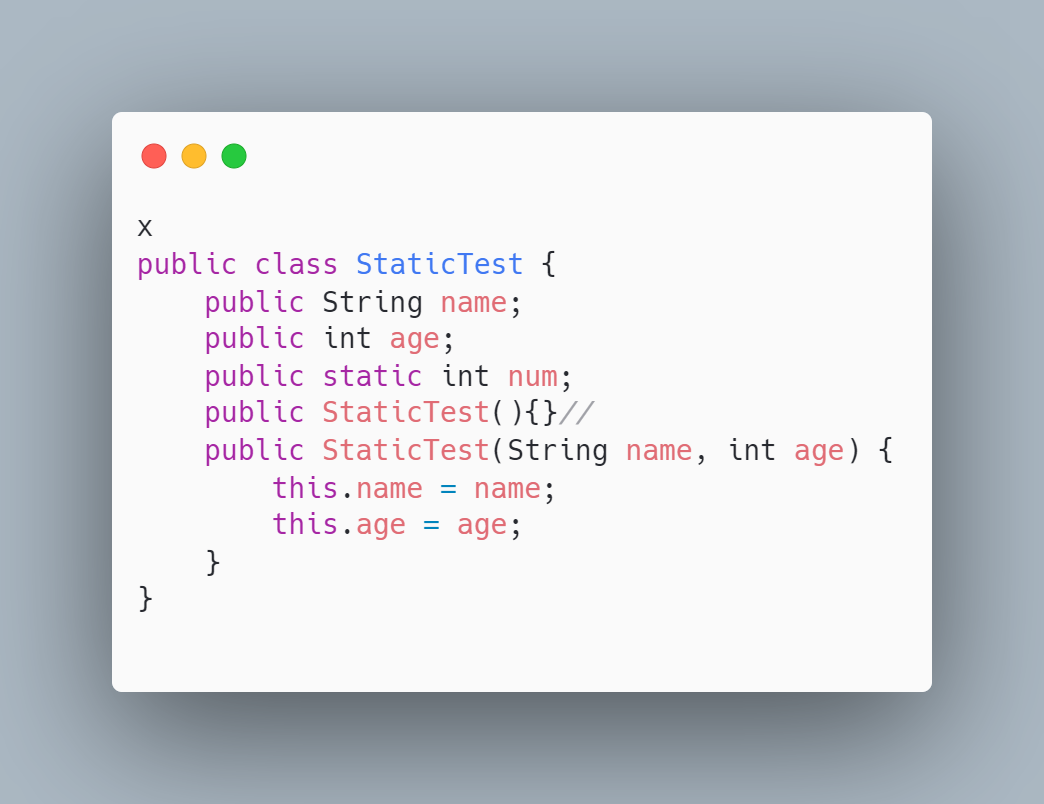 x
public class StaticTest {
    public String name;
    public int age;
    public static int num;
    public StaticTest(){}//
    public StaticTest(String name, int age) {
        this.name = name;
        this.age = age;
    }
}